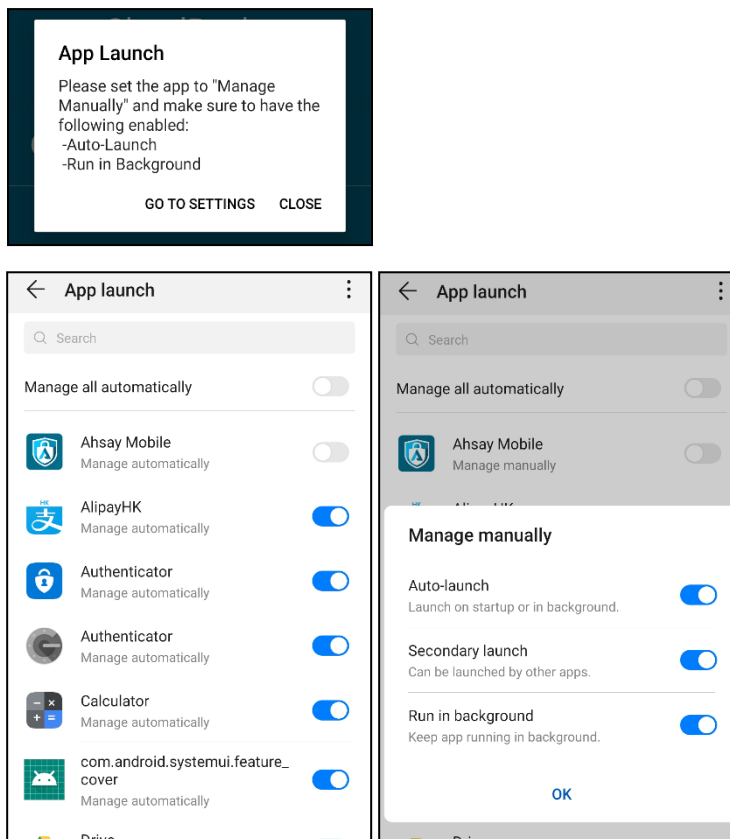 App Launch
Please set the app to "Manage
Manually" and make sure to have the
following enabled:
-Auto-Launch
-Run in Background
GO TO SETTINGS CLOSE
App launch
Search
Manage all automatically
Ahsay Mobile
Manage automatically
AlipayHK
Manage automatically
Authenticator
Manage automatically
Authenticator
Manage automatically
Calculator
Manage automatically
com.android.systemui.feature_
cover
Manage automatically
App launch
Search
Manage all automatically
Ahsay Mobile
Manage manually
Manage manually
Auto-launch
Launch on startup or in background.
Secondary launch
Can be launched by other apps.
Run in background
Keep app running in background.
OK